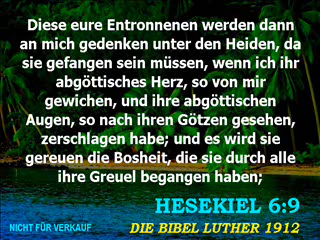 Diese eure Entronnenen werden dann
an mich gedenken unter den Heiden, da
sie gefangen sein müssen, wenn ich ihr
abgöttisches Herz, so von mir
gewichen, und ihre abgöttischen
Augen, so nach ihren Götzen gesehen,
zerschlagen habe; und es wird sie
gereuen die Bosheit, die sie durch alle
ihre Greuel begangen haben;
HESEKIEL 6:9
NICHT FÜR VERKAUF
DIE BIBEL LUTHER 1912